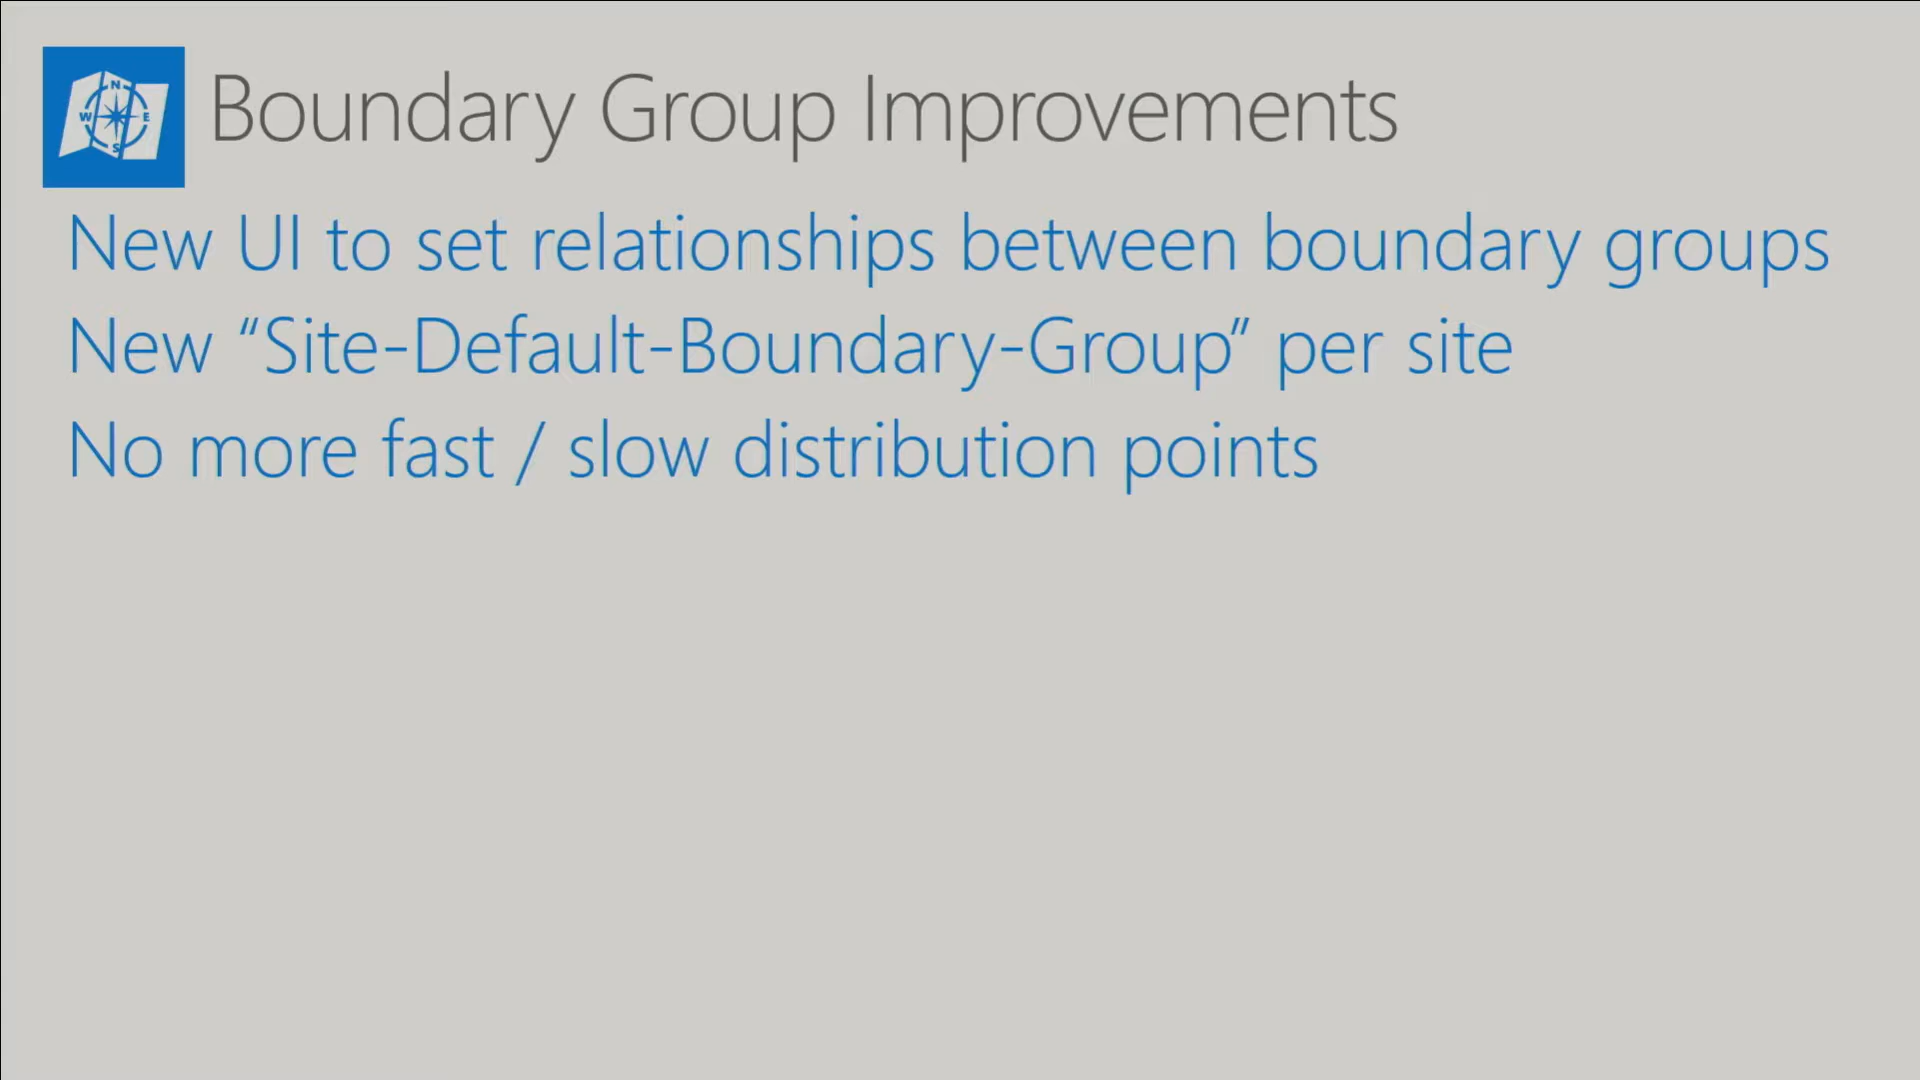 Boundary Group Improvements
N
W E
S
New UI to set relationships between boundary groups
New “Site-Default-Boundary-Group” per site
No more fast / slow distribution points